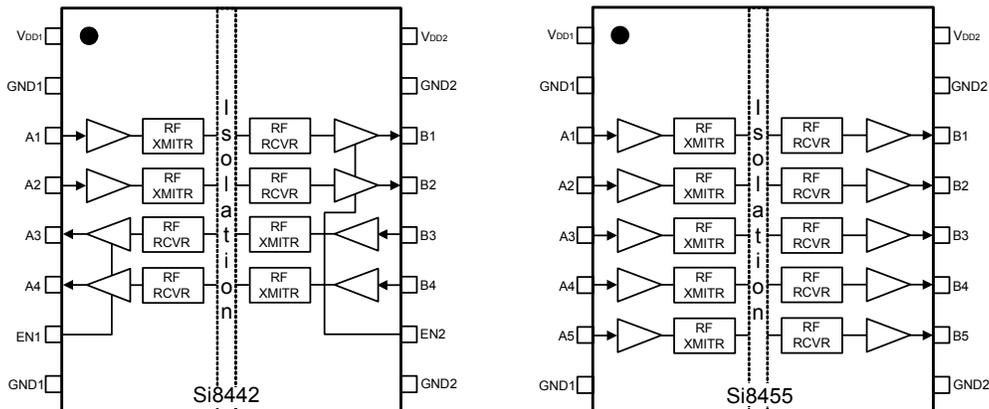 VDD1
VDD2
GND1
GND2
A1
RF XMITR
RF RCVR
B1
A2
RF XMITR
RF RCVR
B2
A3
RF RCVR
RF XMITR
B3
A4
RF RCVR
RF XMITR
B4
EN1
EN2
GND1
GND2
Isolation
Si8442
VDD1
VDD2
GND1
GND2
A1
RF XMITR
RF RCVR
B1
A2
RF XMITR
RF RCVR
B2
A3
RF XMITR
RF RCVR
B3
A4
RF XMITR
RF RCVR
B4
A5
RF XMITR
RF RCVR
B5
GND1
GND2
Isolation
Si8455